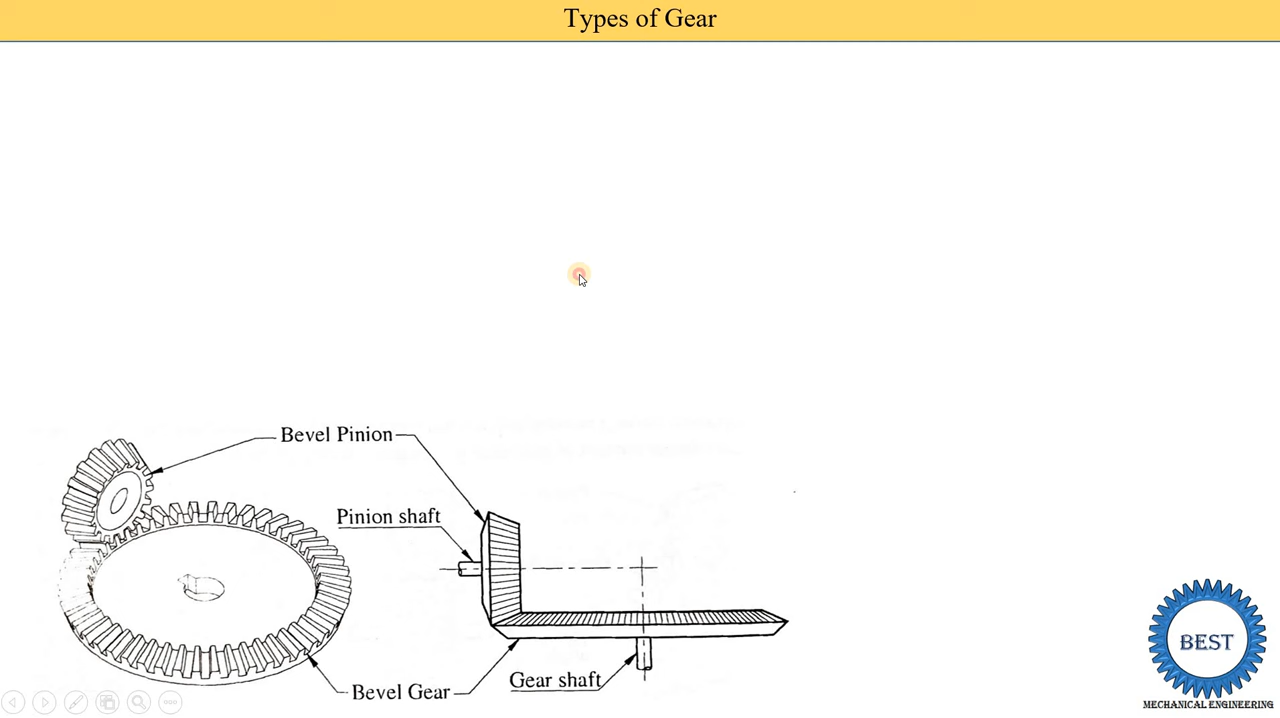 Types of Gear
Bevel Pinion
Pinion shaft
Gear shaft
Bevel Gear
BEST
MECHANICAL ENGINEERING